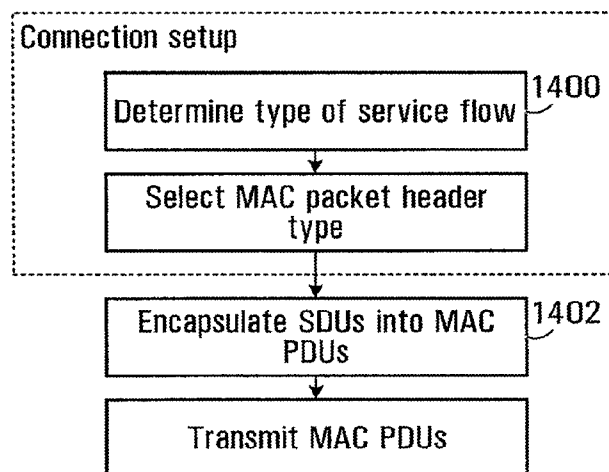 Connection setup
1400
Determine type of service flow
Select MAC packet header
type
1402
Encapsulate SDUs into MAC
PDUs
Transmit MAC PDUs